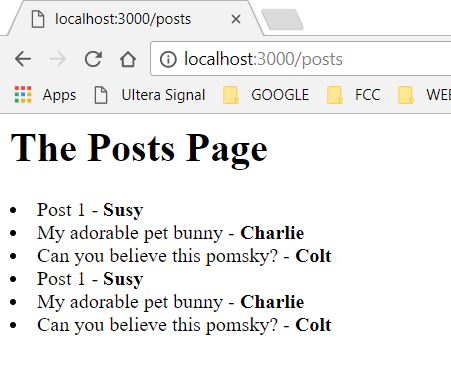 localhost:3000/posts
localhost:3000/posts
Apps Ultera Signal GOOGLE FCC
The Posts Page
Post 1 - Susy
My adorable pet bunny - Charlie
Can you believe this pomsky? - Colt
Post 1 - Susy
My adorable pet bunny - Charlie
Can you believe this pomsky? - Colt